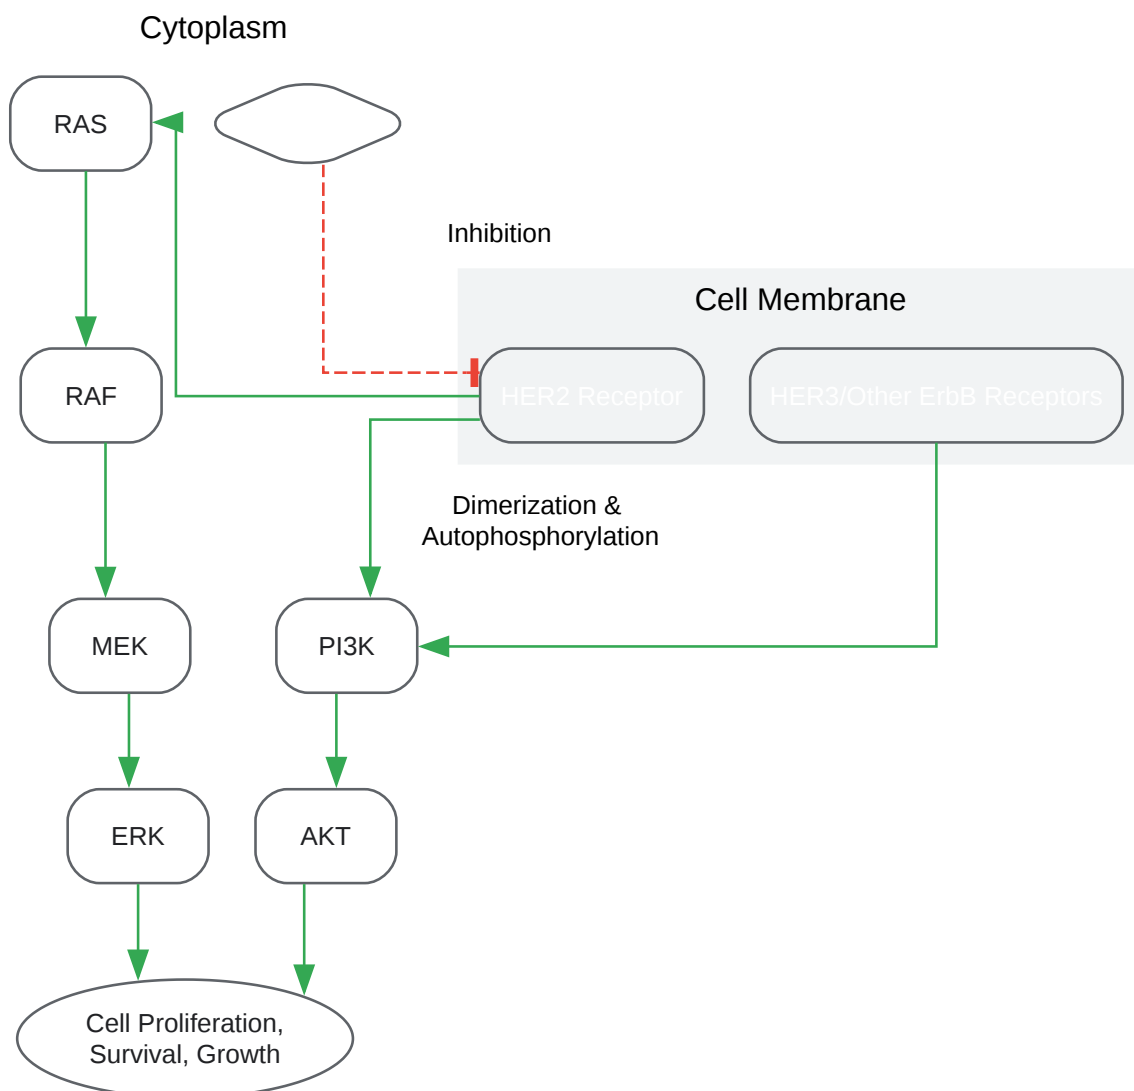 Cytoplasm
RAS
Inhibition
Cell Membrane
RAF
HER2 Receptor
HER3/Other ErbB Receptors
Dimerization &
Autophosphorylation
MEK
PI3K
ERK
AKT
Cell Proliferation,
Survival, Growth